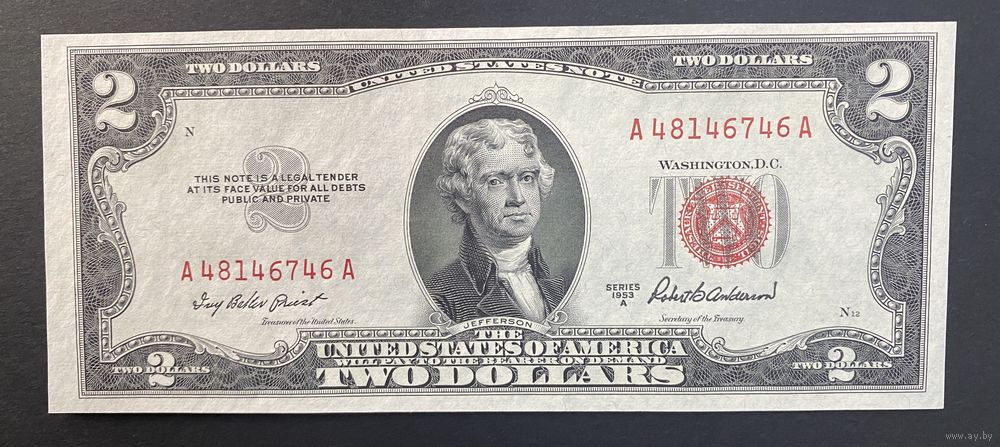 2 TWO DOLLARS UNITED STATES NOTE TWO DOLLARS 2
N
A 48146746 A
WASHINGTON, D.C.
2
THIS NOTE IS A LEGAL TENDER
AT ITS FACE VALUE FOR ALL DEBTS
PUBLIC AND PRIVATE
TWO
A 48146746 A
SERIES
1953
A
Ivy Baker Priest
Treasurer of the United States.
Robert B Anderson
Secretary of the Treasury.
N12
JEFFERSON
THE
UNITED STATES OF AMERICA
WILL PAY TO THE BEARER ON DEMAND
TWO DOLLARS
2
TWO DOLLARS
2
TWO DOLLARS
www.ay.by